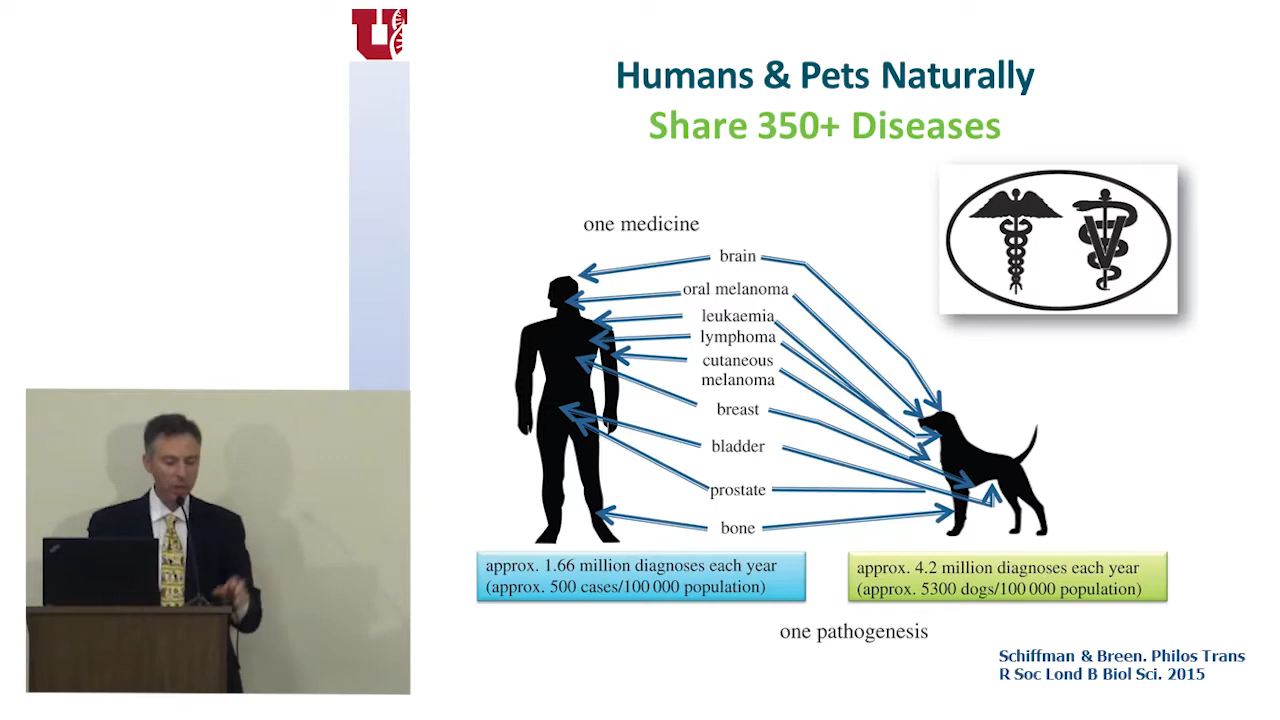 Humans & Pets Naturally
Share 350+ Diseases
one medicine
brain
oral melanoma
leukaemia
lymphoma
cutaneous
melanoma
breast
bladder
prostate
bone
approx. 1.66 million diagnoses each year
(approx. 500 cases/100 000 population)
approx. 4.2 million diagnoses each year
(approx. 5300 dogs/100 000 population)
one pathogenesis
Schiffman & Breen. Philos Trans
R Soc Lond B Biol Sci. 2015
U
V